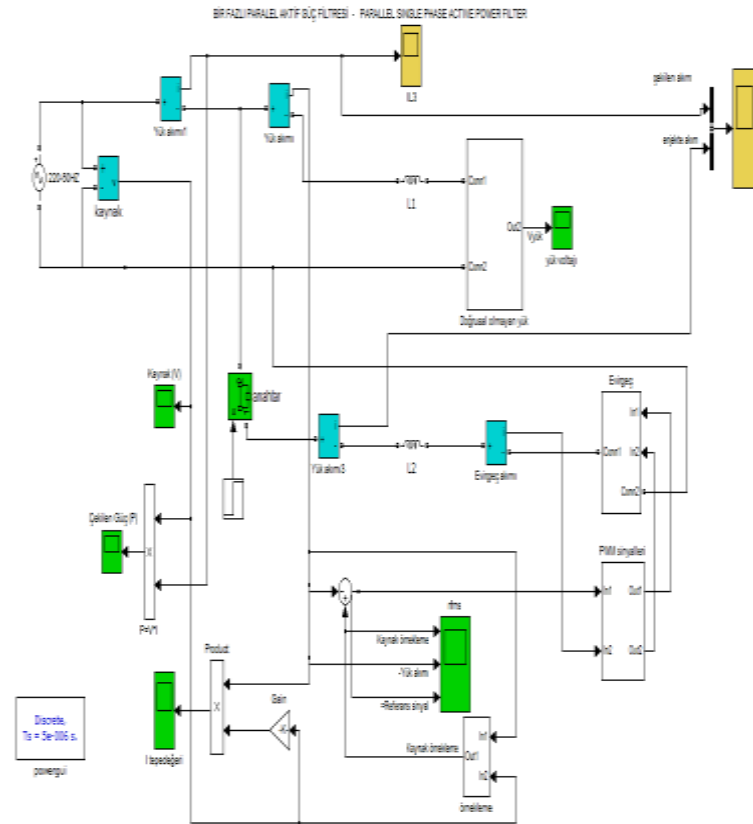 BİR FAZLI PARALEL AKTİF GÜÇ FİLTRESİ - PARALLEL SINGLE PHASE ACTIVE POWER FILTER
IL3
çekilen akım
enjekte akım
Yük akımı1
Yük akımı
220-50HZ
kaynak
L1
Conn1
Out2
Vyük
yük voltajı
Conn2
Doğrusal olmayan yük
Kaynak (V)
anahtar
Evirgeç
In1
Conn1
In2
Conn2
Yük akımı3
L2
Evirgeç akımı
Çekilen Güç (P)
P=V*I
PWM sinyalleri
In1
Out1
In2
Out2
Kaynak örnekleme
-Yük akımı
=Referans sinyal
Product
Gain
-K-
I tepedeğeri
Discrete,
Ts = 5e-006 s.
powergui
Kaynak örnekleme
In1
Out1
In2
örnekleme